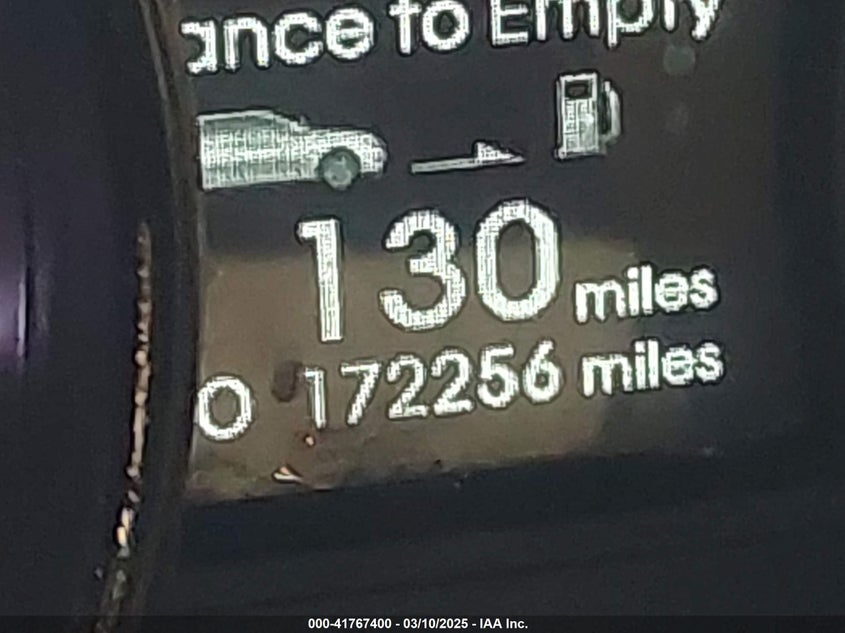 ance to Empty
130 miles
O 172256 miles
000-41767400 - 03/10/2025 - IAA Inc.